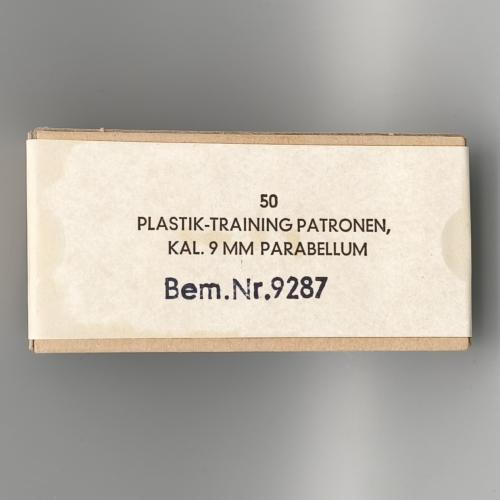 50
PLASTIK-TRAINING PATRONEN,
KAL. 9 MM PARABELLUM
Bem.Nr.9287